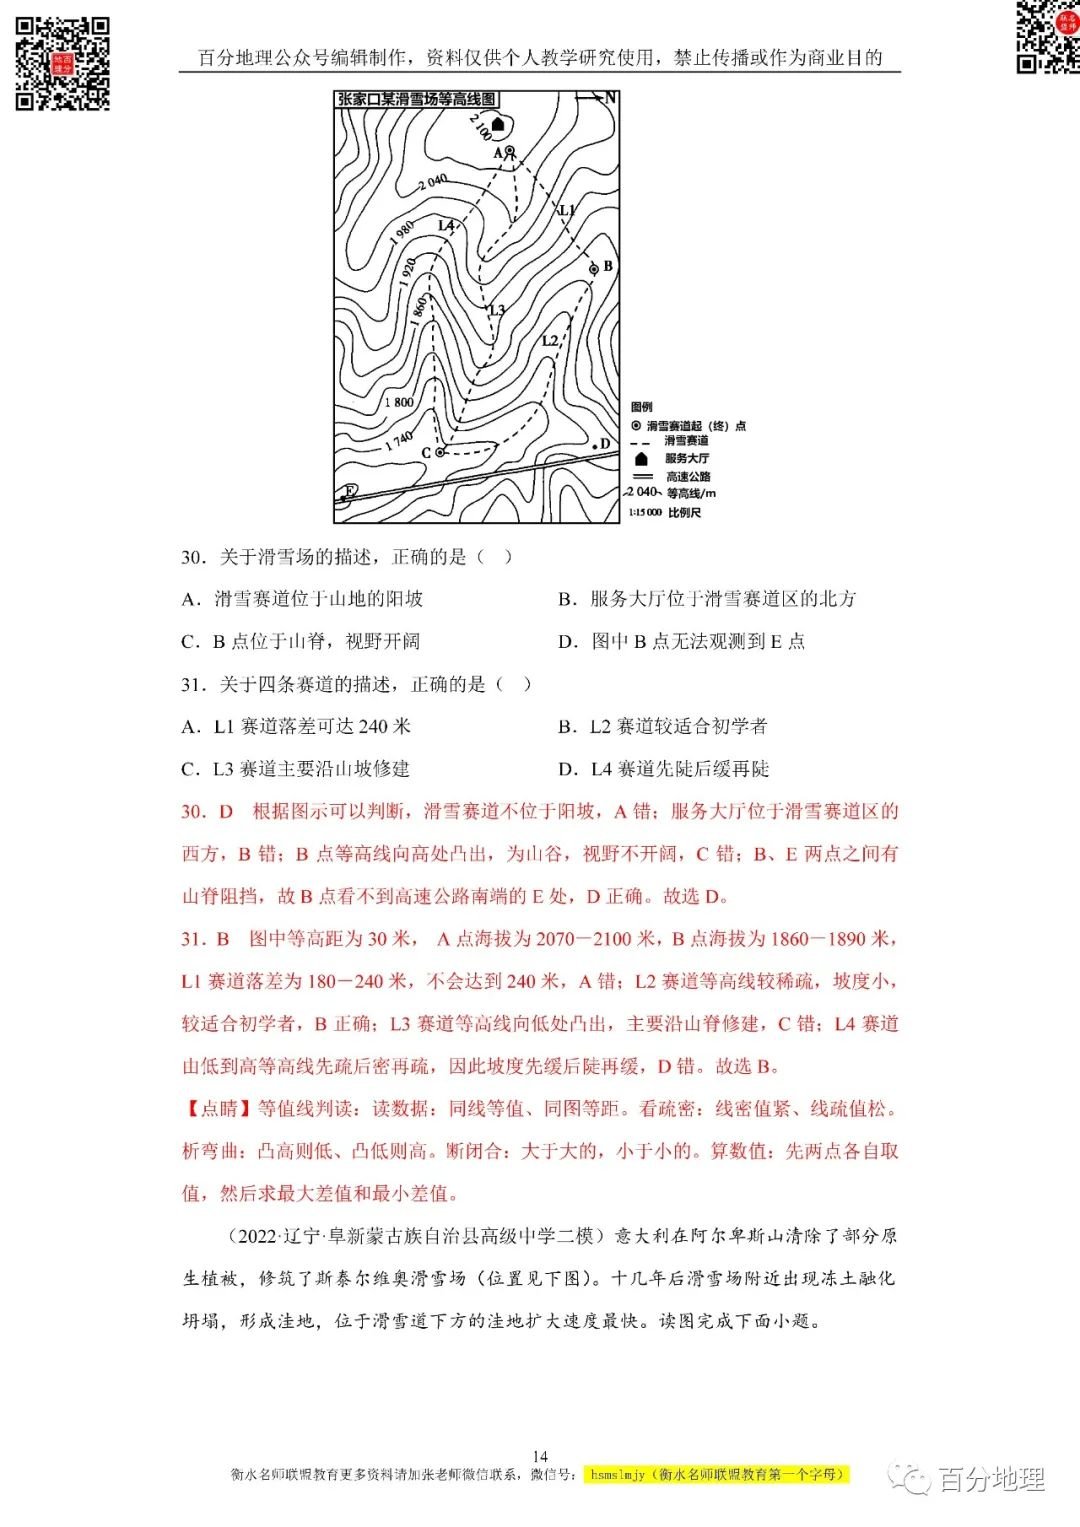 百分地理公众号编辑制作，资料仅供个人教学研究使用，禁止传播或作为商业目的
张家口某滑雪场等高线图
N
2 100
A
2 040
L1
L4
1 980
B
1 920
L3
1 860
L2
1 800
图例
滑雪赛道起（终）点
滑雪赛道
1 740
C
D
服务大厅
高速公路
E
2 040 等高线/m
1:15 000 比例尺
30．关于滑雪场的描述，正确的是（ ）
A．滑雪赛道位于山地的阳坡
B．服务大厅位于滑雪赛道区的北方
C．B 点位于山脊，视野开阔
D．图中 B 点无法观测到 E 点
31．关于四条赛道的描述，正确的是（ ）
A．L1 赛道落差可达 240 米
B．L2 赛道较适合初学者
C．L3 赛道主要沿山坡修建
D．L4 赛道先陡后缓再陡
30．D 根据图示可以判断，滑雪赛道不位于阳坡，A 错；服务大厅位于滑雪赛道区的
西方，B 错；B 点等高线向高处凸出，为山谷，视野不开阔，C 错；B、E 两点之间有
山脊阻挡，故 B 点看不到高速公路南端的 E 处，D 正确。故选 D。
31．B 图中等高距为 30 米， A 点海拔为 2070－2100 米，B 点海拔为 1860－1890 米，
L1 赛道落差为 180－240 米，不会达到 240 米，A 错；L2 赛道等高线较稀疏，坡度小，
较适合初学者，B 正确；L3 赛道等高线向低处凸出，主要沿山脊修建，C 错；L4 赛道
由低到高等高线先疏后密再疏，因此坡度先缓后陡再缓，D 错。故选 B。
【点睛】等值线判读：读数据：同线等值、同图等距。看疏密：线密值紧、线疏值松。
析弯曲：凸高则低、凸低则高。断闭合：大于大的，小于小的。算数值：先两点各自取
值，然后求最大差值和最小差值。
（2022·辽宁·阜新蒙古族自治县高级中学二模）意大利在阿尔卑斯山清除了部分原
生植被，修筑了斯泰尔维奥滑雪场（位置见下图）。十几年后滑雪场附近出现冻土融化
坍塌，形成洼地，位于滑雪道下方的洼地扩大速度最快。读图完成下面小题。
14
衡水名师联盟教育更多资料请加张老师微信联系，微信号： hsmslmjy（衡水名师联盟教育第一个字母）
百分地理